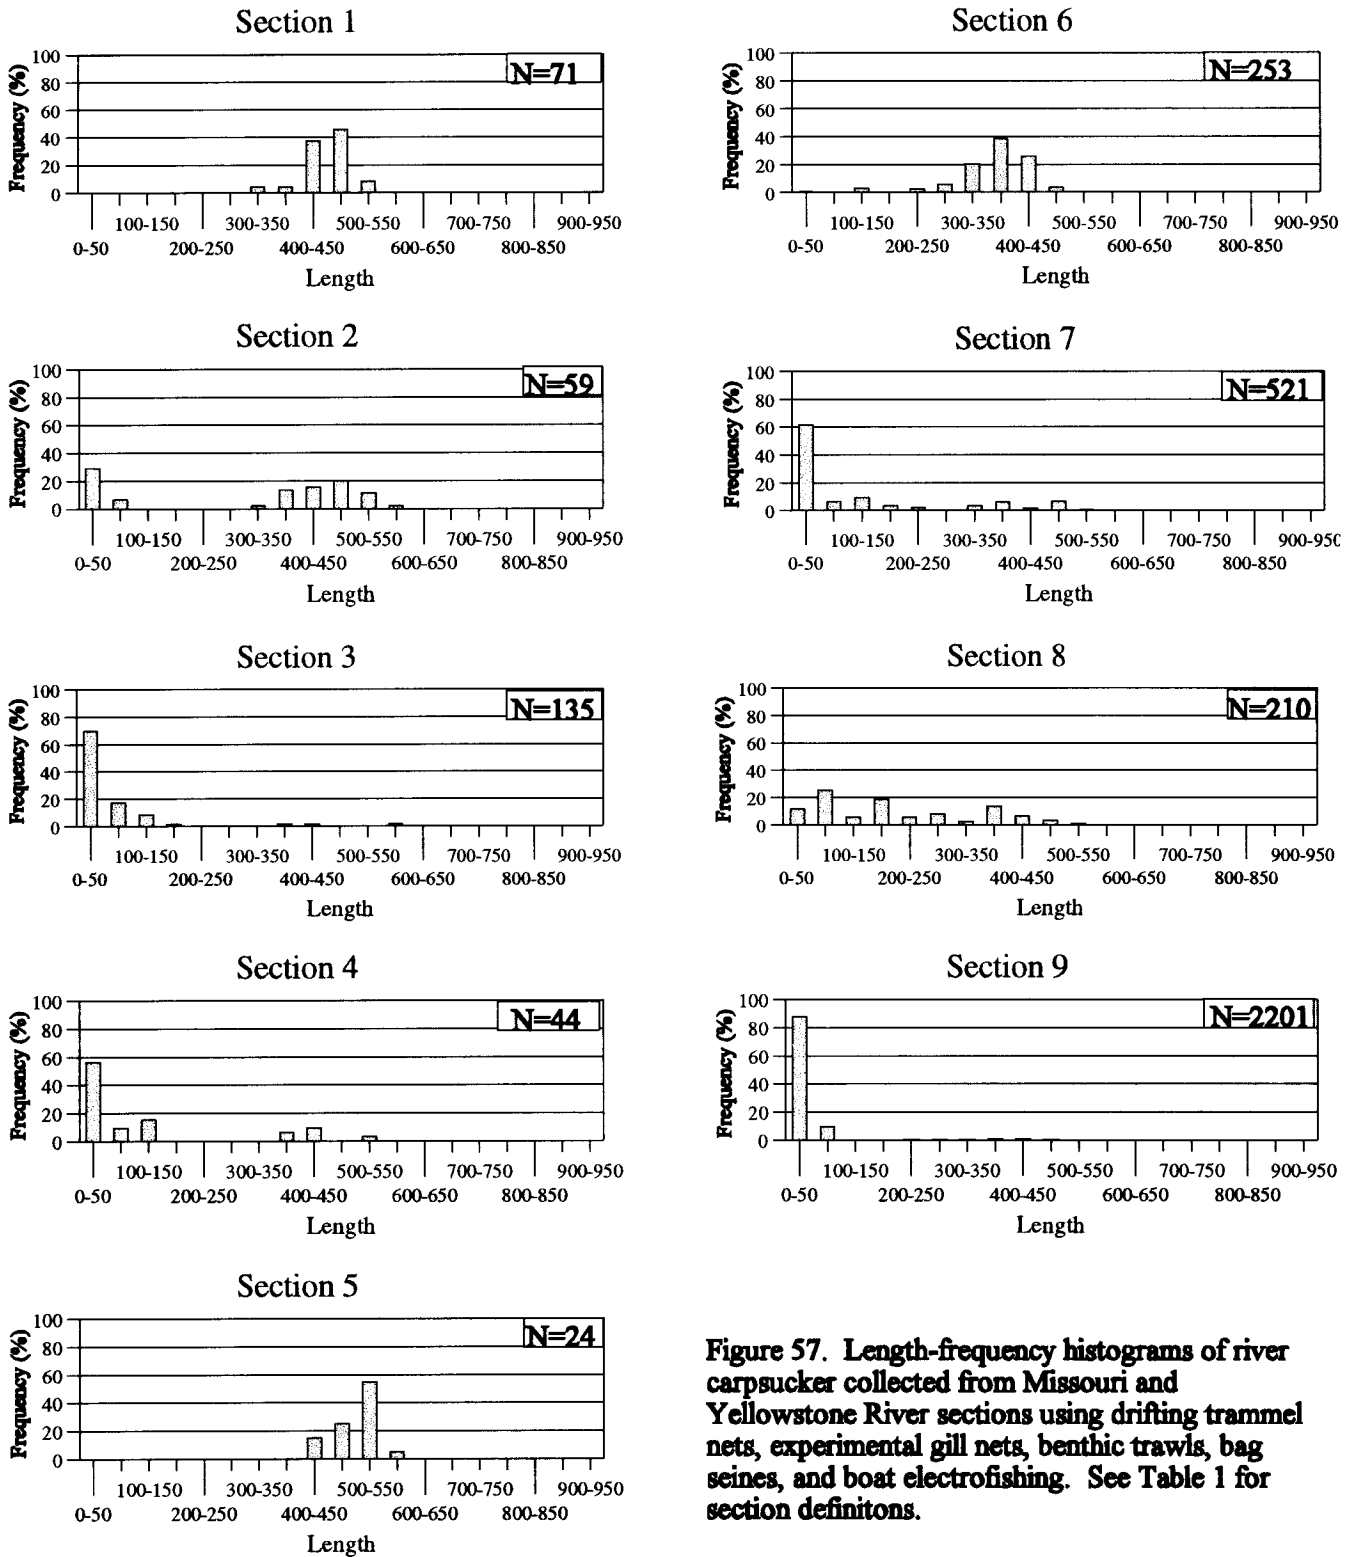 Section 1
Frequency (%)
100
80
60
40
20
0
N=71
100-150 300-350 500-550 700-750 900-950
0-50 200-250 400-450 600-650 800-850
Length
Section 2
Frequency (%)
100
80
60
40
20
0
N=59
100-150 300-350 500-550 700-750 900-950
0-50 200-250 400-450 600-650 800-850
Length
Section 3
Frequency (%)
100
80
60
40
20
0
N=135
100-150 300-350 500-550 700-750 900-950
0-50 200-250 400-450 600-650 800-850
Length
Section 4
Frequency (%)
100
80
60
40
20
0
N=44
100-150 300-350 500-550 700-750 900-950
0-50 200-250 400-450 600-650 800-850
Length
Section 5
Frequency (%)
100
80
60
40
20
0
N=24
100-150 300-350 500-550 700-750 900-950
0-50 200-250 400-450 600-650 800-850
Length
Section 6
Frequency (%)
100
80
60
40
20
0
N=253
100-150 300-350 500-550 700-750 900-950
0-50 200-250 400-450 600-650 800-850
Length
Section 7
Frequency (%)
100
80
60
40
20
0
N=521
100-150 300-350 500-550 700-750 900-950
0-50 200-250 400-450 600-650 800-850
Length
Section 8
Frequency (%)
100
80
60
40
20
0
N=210
100-150 300-350 500-550 700-750 900-950
0-50 200-250 400-450 600-650 800-850
Length
Section 9
Frequency (%)
100
80
60
40
20
0
N=2201
100-150 300-350 500-550 700-750 900-950
0-50 200-250 400-450 600-650 800-850
Length
Figure 57. Length-frequency histograms of river
carpsucker collected from Missouri and
Yellowstone River sections using drifting trammel
nets, experimental gill nets, benthic trawls, bag
seines, and boat electrofishing. See Table 1 for
section definitons.